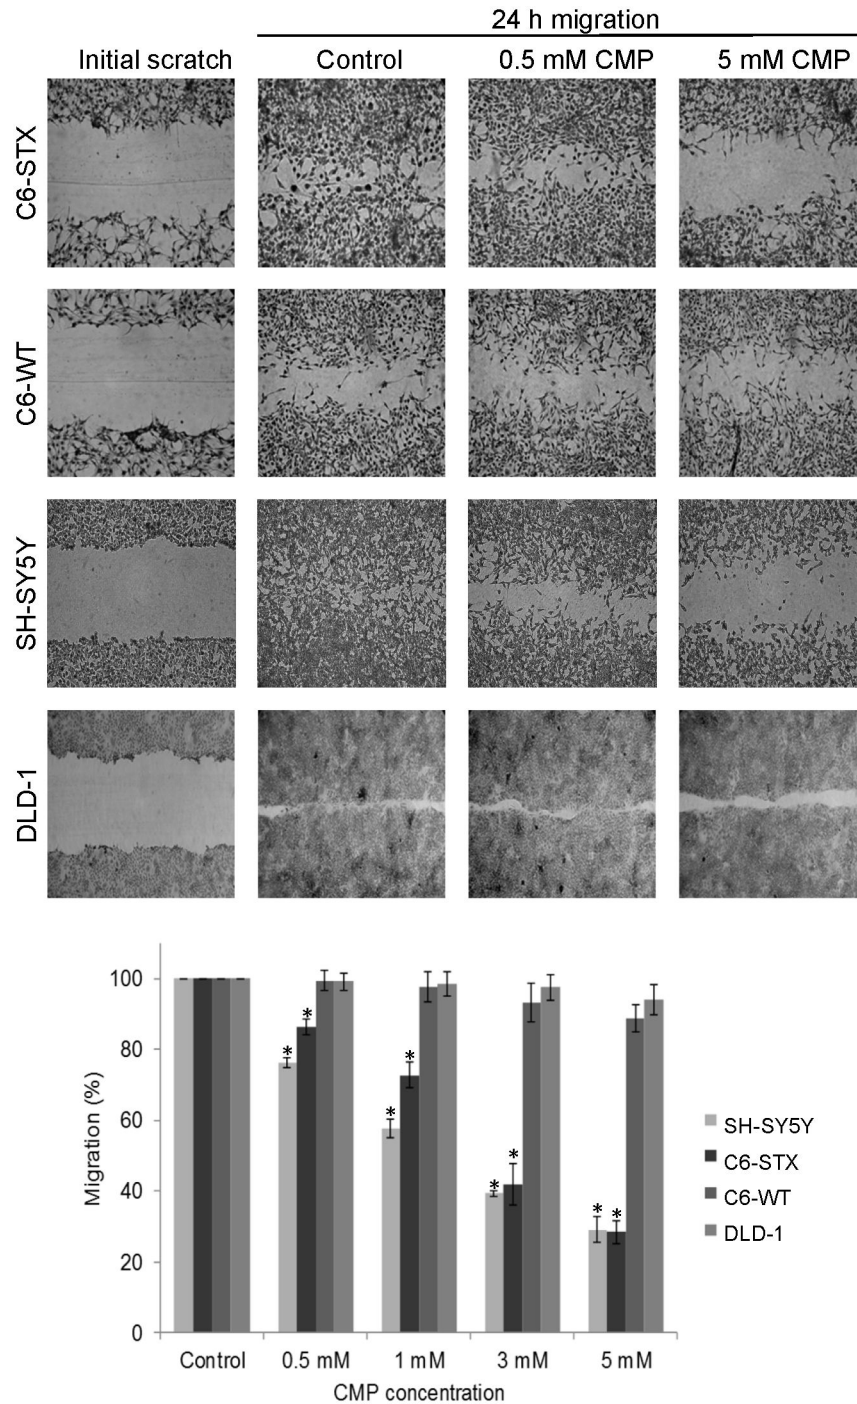 24 h migration
Initial scratch Control 0.5 mM CMP 5 mM CMP
C6-STX
C6-WT
SH-SY5Y
DLD-1
100
80
60
40
20
0
Migration (%)
* * * * * * * *
Control 0.5 mM 1 mM 3 mM 5 mM
CMP concentration
SH-SY5Y
C6-STX
C6-WT
DLD-1